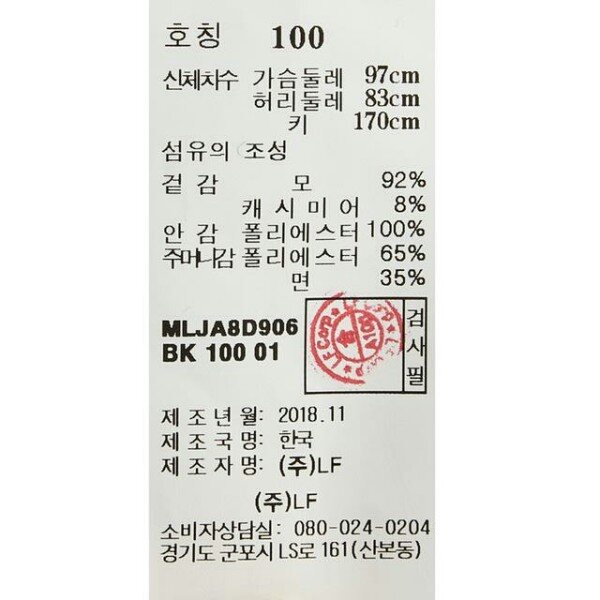 호칭 100
신체치수 가슴둘레 97cm
허리둘레 83cm
키 170cm
섬유의 조성
겉감 모 92%
캐시미어 8%
안감 폴리에스터 100%
주머니감 폴리에스터 65%
면 35%
MLJA8D906
BK 100 01
검사필
제조년월: 2018.11
제조국명: 한국
제조자명: (주)LF
(주)LF
소비자상담실: 080-024-0204
경기도 군포시 LS로 161(산본동)